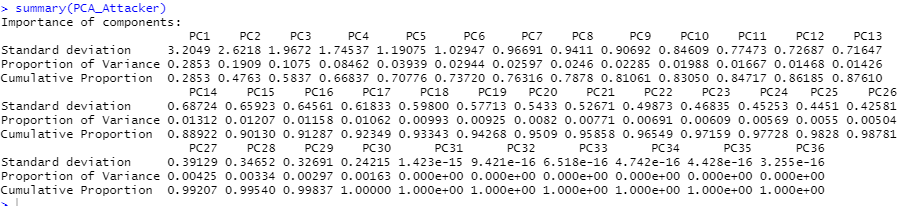 > summary(PCA_Attacker)
Importance of components:
PC1 PC2 PC3 PC4 PC5 PC6 PC7 PC8 PC9 PC10 PC11 PC12 PC13
Standard deviation 3.2049 2.6218 1.9672 1.74537 1.19075 1.02947 0.96691 0.9411 0.90692 0.84609 0.77473 0.72687 0.71647
Proportion of Variance 0.2853 0.1909 0.1075 0.08462 0.03939 0.02944 0.02597 0.0246 0.02285 0.01988 0.01667 0.01468 0.01426
Cumulative Proportion 0.2853 0.4763 0.5837 0.66837 0.70776 0.73720 0.76316 0.7878 0.81061 0.83050 0.84717 0.86185 0.87610
PC14 PC15 PC16 PC17 PC18 PC19 PC20 PC21 PC22 PC23 PC24 PC25 PC26
Standard deviation 0.68724 0.65923 0.64561 0.61833 0.59800 0.57713 0.5433 0.52671 0.49873 0.46835 0.45253 0.4451 0.42581
Proportion of Variance 0.01312 0.01207 0.01158 0.01062 0.00993 0.00925 0.0082 0.00771 0.00691 0.00609 0.00569 0.0055 0.00504
Cumulative Proportion 0.88922 0.90130 0.91287 0.92349 0.93343 0.94268 0.9509 0.95858 0.96549 0.97159 0.97728 0.9828 0.98781
PC27 PC28 PC29 PC30 PC31 PC32 PC33 PC34 PC35 PC36
Standard deviation 0.39129 0.34652 0.32691 0.24215 1.423e-15 9.421e-16 6.518e-16 4.742e-16 4.428e-16 3.255e-16
Proportion of Variance 0.00425 0.00334 0.00297 0.00163 0.000e+00 0.000e+00 0.000e+00 0.000e+00 0.000e+00 0.000e+00
Cumulative Proportion 0.99207 0.99540 0.99837 1.00000 1.000e+00 1.000e+00 1.000e+00 1.000e+00 1.000e+00 1.000e+00
>